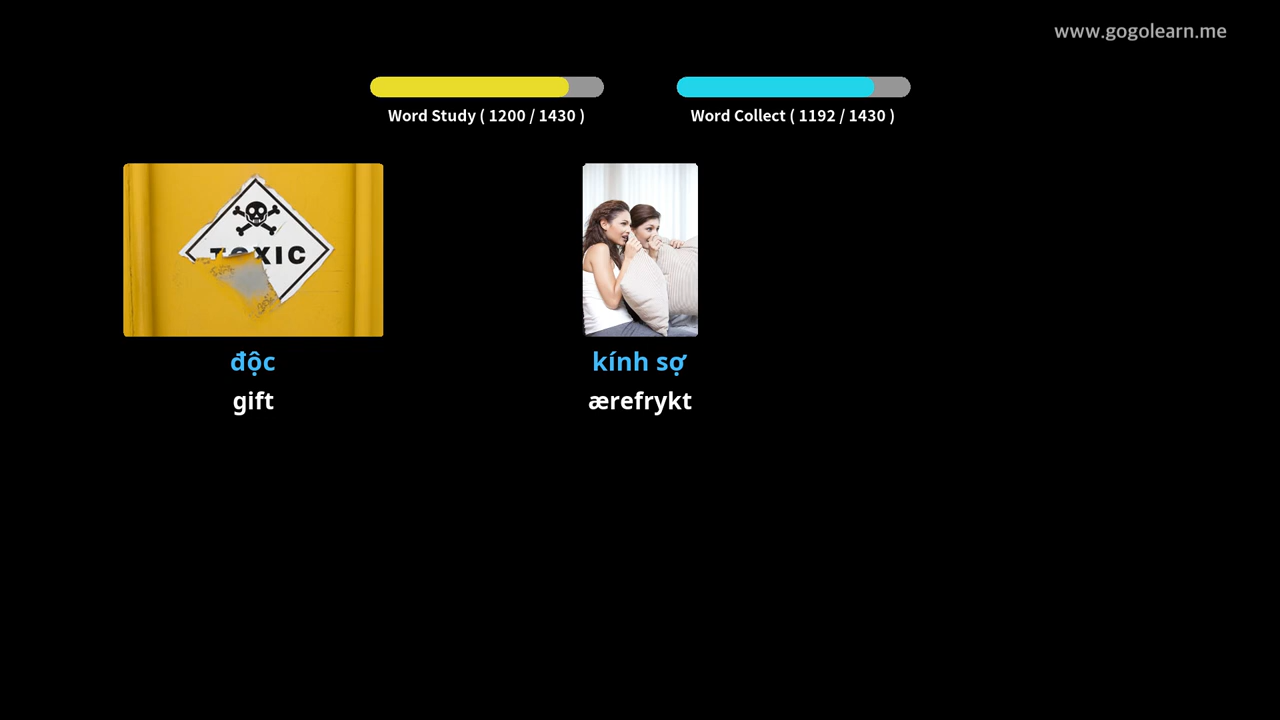 www.gogolearn.me
Word Study ( 1200 / 1430 )
Word Collect ( 1192 / 1430 )
TOXIC
độc
kính sợ
gift
ærefrykt